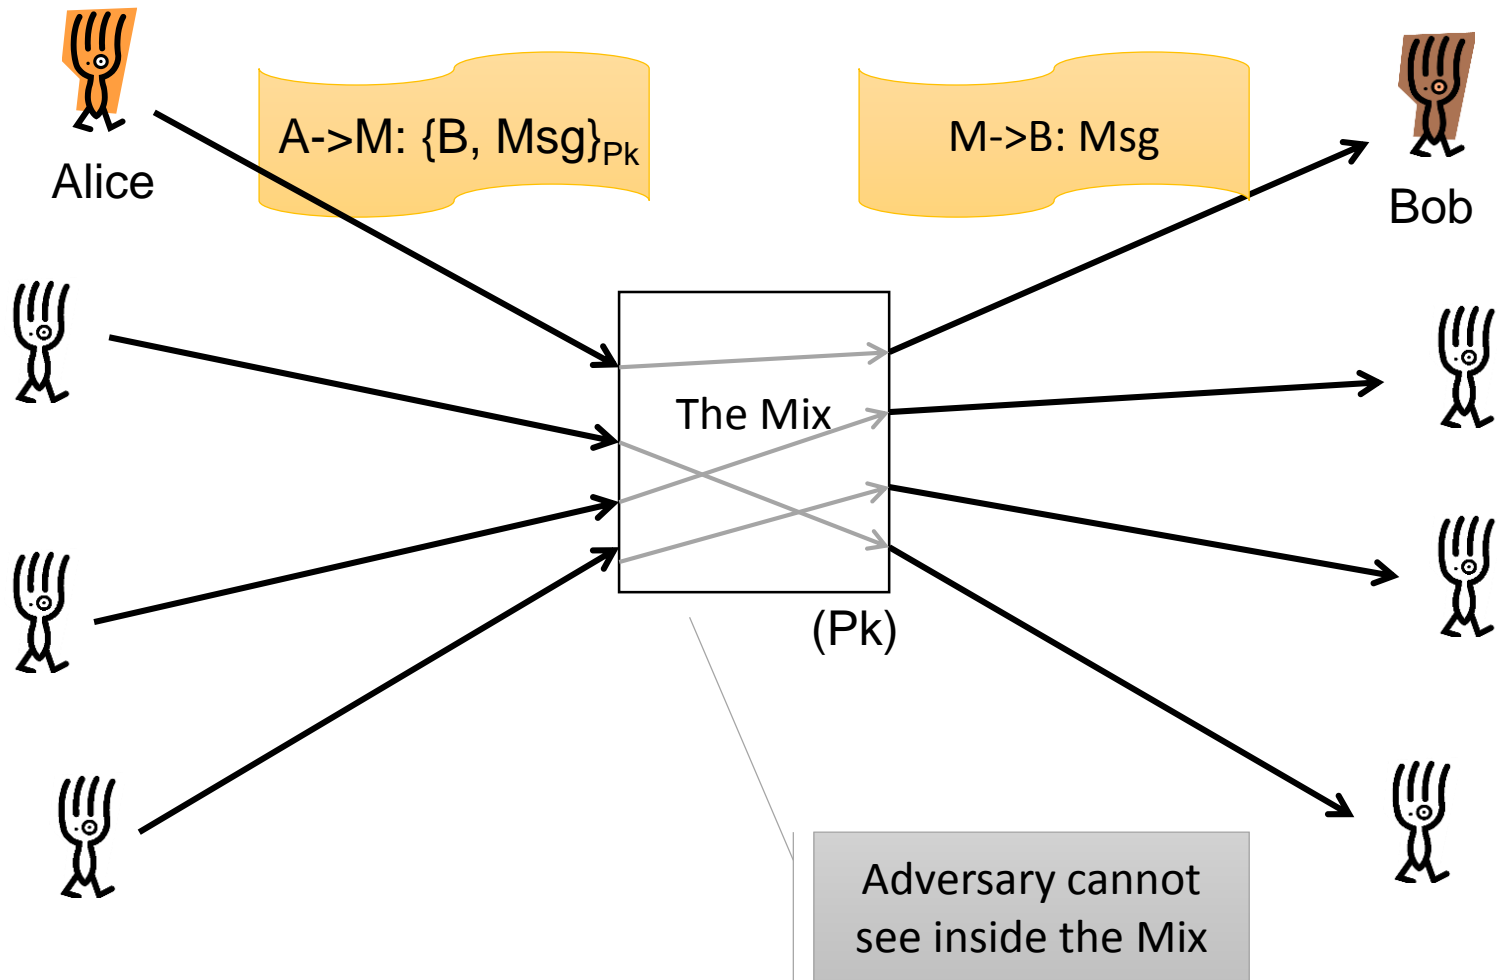 A->M: {B, Msg}Pk
M->B: Msg
Alice
Bob
The Mix
(Pk)
Adversary cannot
see inside the Mix